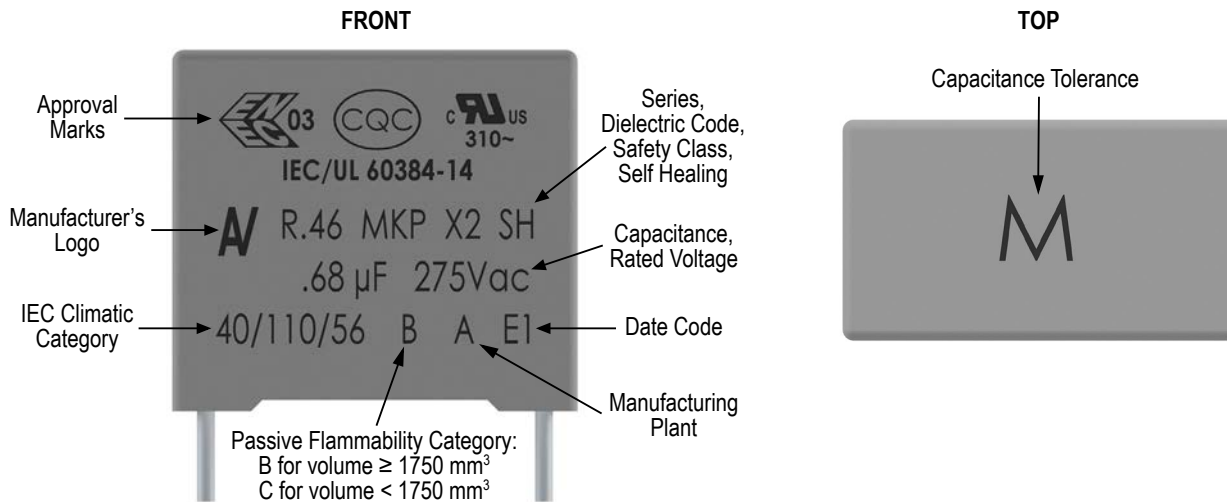 FRONT
TOP
Approval
Marks
ENEC 03
CQC
C RU US
310~
IEC/UL 60384-14
Series,
Dielectric Code,
Safety Class,
Self Healing
Capacitance Tolerance
Manufacturer's
Logo
R.46 MKP X2 SH
.68 µF 275Vac
Capacitance,
Rated Voltage
M
IEC Climatic
Category
40/110/56 B A E1
Date Code
Manufacturing
Plant
Passive Flammability Category:
B for volume ≥ 1750 mm³
C for volume < 1750 mm³